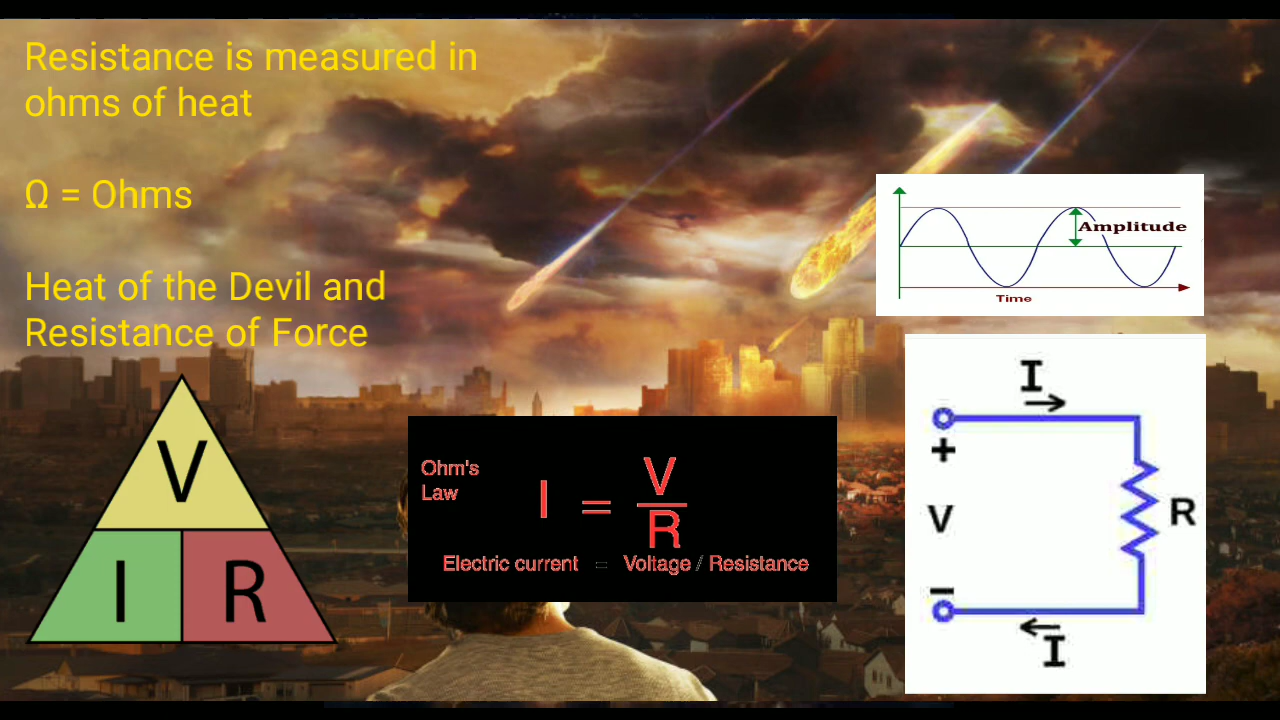 Resistance is measured in
ohms of heat
Ω = Ohms
Heat of the Devil and
Resistance of Force
V
I R
Ohm's
Law
I = V
R
Electric current = Voltage / Resistance
Amplitude
Time
I
+
V
R
−
I